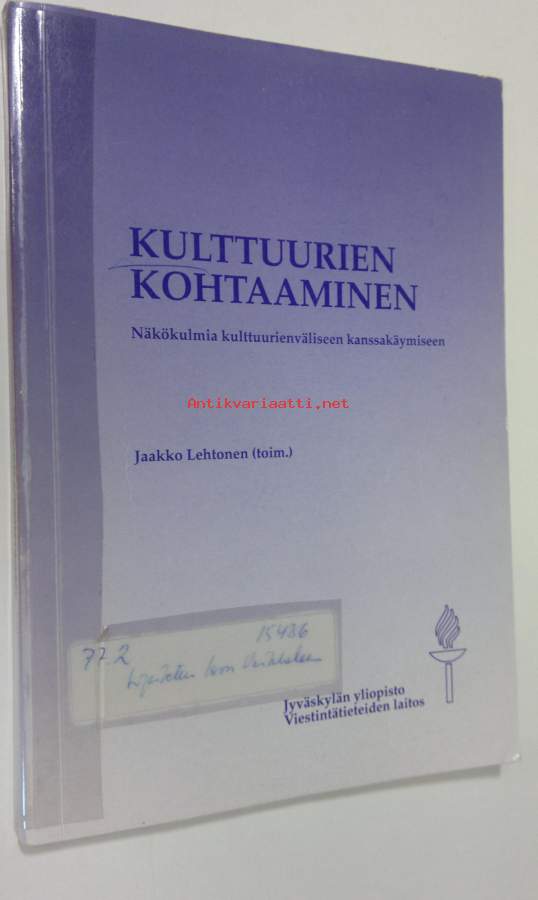 KULTTUURIEN
KOHTAAMINEN
Näkökulmia kulttuurienväliseen kanssakäymiseen
Antikvariaatti.net
Jaakko Lehtonen (toim.)
15486
77.2
Jyväskylän yliopisto
Viestintätieteiden laitos